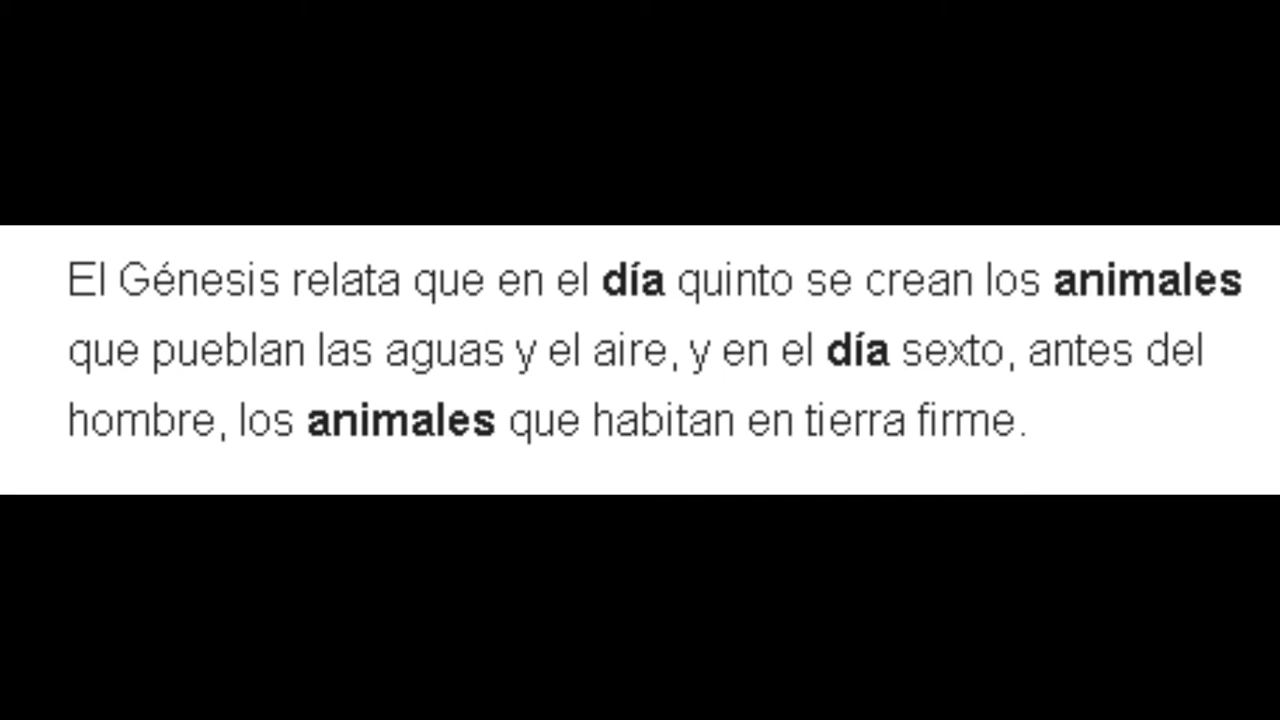 El Génesis relata que en el día quinto se crean los animales
que pueblan las aguas y el aire, y en el día sexto, antes del
hombre, los animales que habitan en tierra firme.